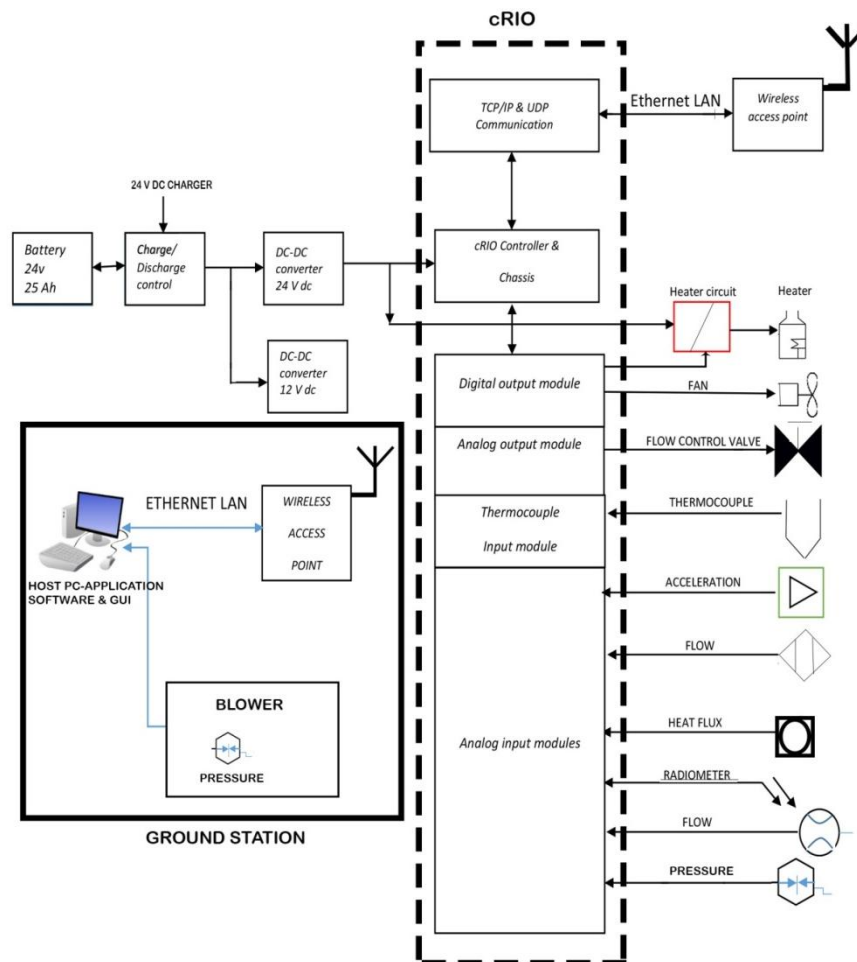 cRIO
TCP/IP & UDP
Communication
Ethernet LAN
Wireless
access point
24 V DC CHARGER
Battery
24v
25 Ah
Charge/
Discharge
control
DC-DC
converter
24 V dc
cRIO Controller &
Chassis
Heater circuit
Heater
DC-DC
converter
12 V dc
Digital output module
FAN
Analog output module
FLOW CONTROL VALVE
ETHERNET LAN
WIRELESS
ACCESS
POINT
HOST PC-APPLICATION
SOFTWARE & GUI
Thermocouple
Input module
THERMOCOUPLE
ACCELERATION
FLOW
BLOWER
PRESSURE
Analog input modules
HEAT FLUX
RADIOMETER
FLOW
PRESSURE
GROUND STATION